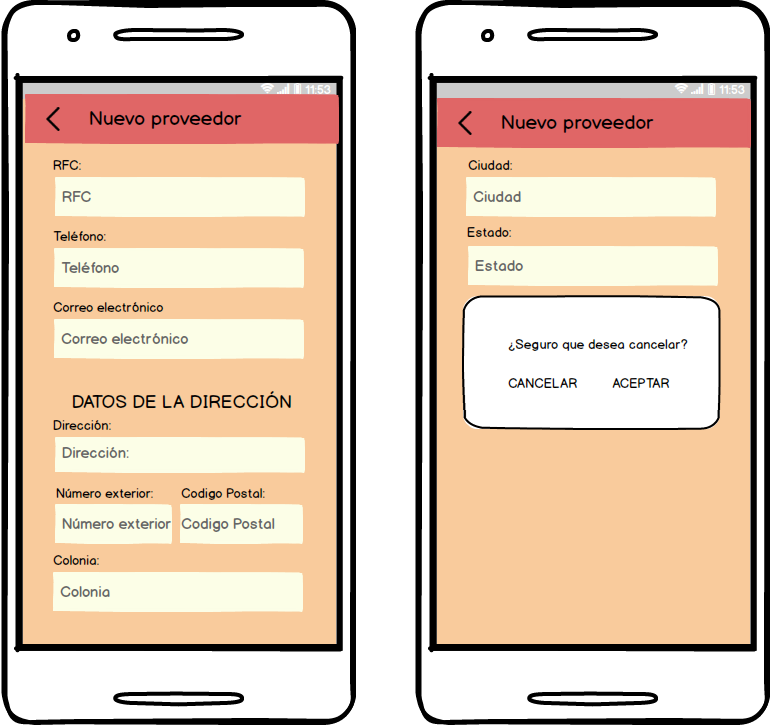 11:53
Nuevo proveedor
RFC:
RFC
Teléfono:
Teléfono
Correo electrónico
Correo electrónico
DATOS DE LA DIRECCIÓN
Dirección:
Dirección:
Número exterior: Codigo Postal:
Número exterior Codigo Postal
Colonia:
Colonia
11:53
Nuevo proveedor
Ciudad:
Ciudad
Estado:
Estado
¿Seguro que desea cancelar?
CANCELAR ACEPTAR